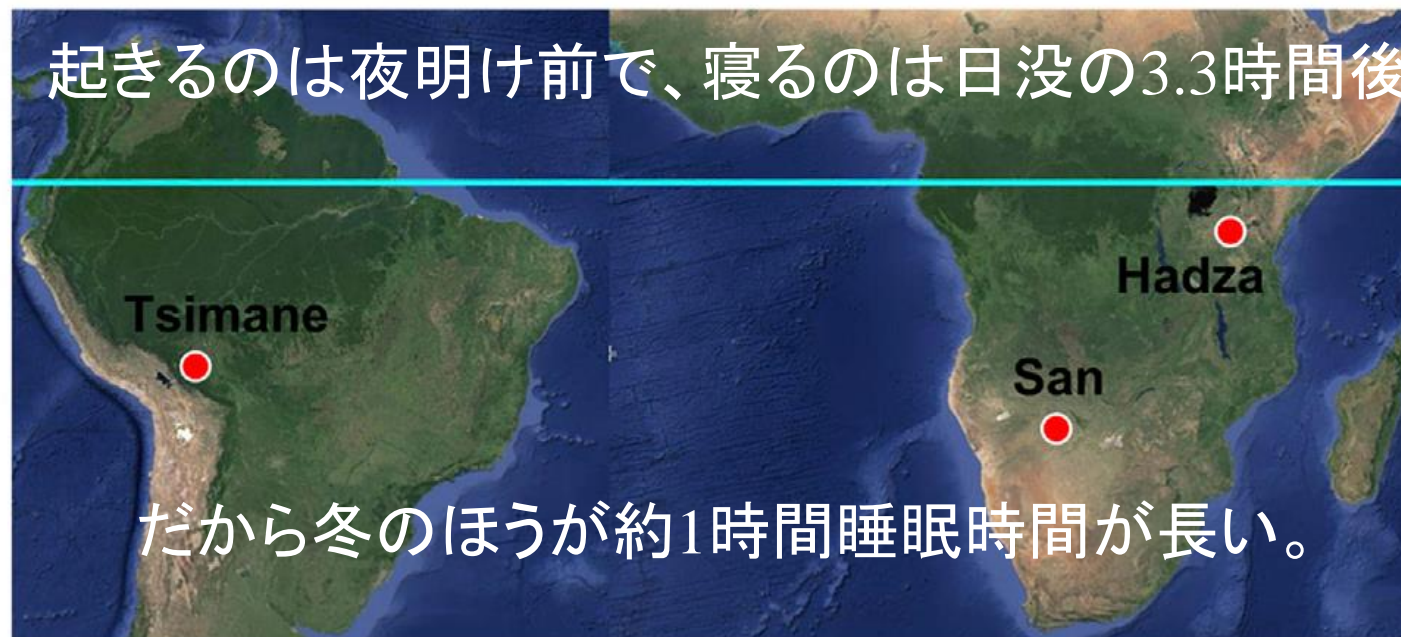 起きるのは夜明け前で、寝るのは日没の3.3時間後
Hadza
Tsimane
San
だから冬のほうが約1時間睡眠時間が長い。